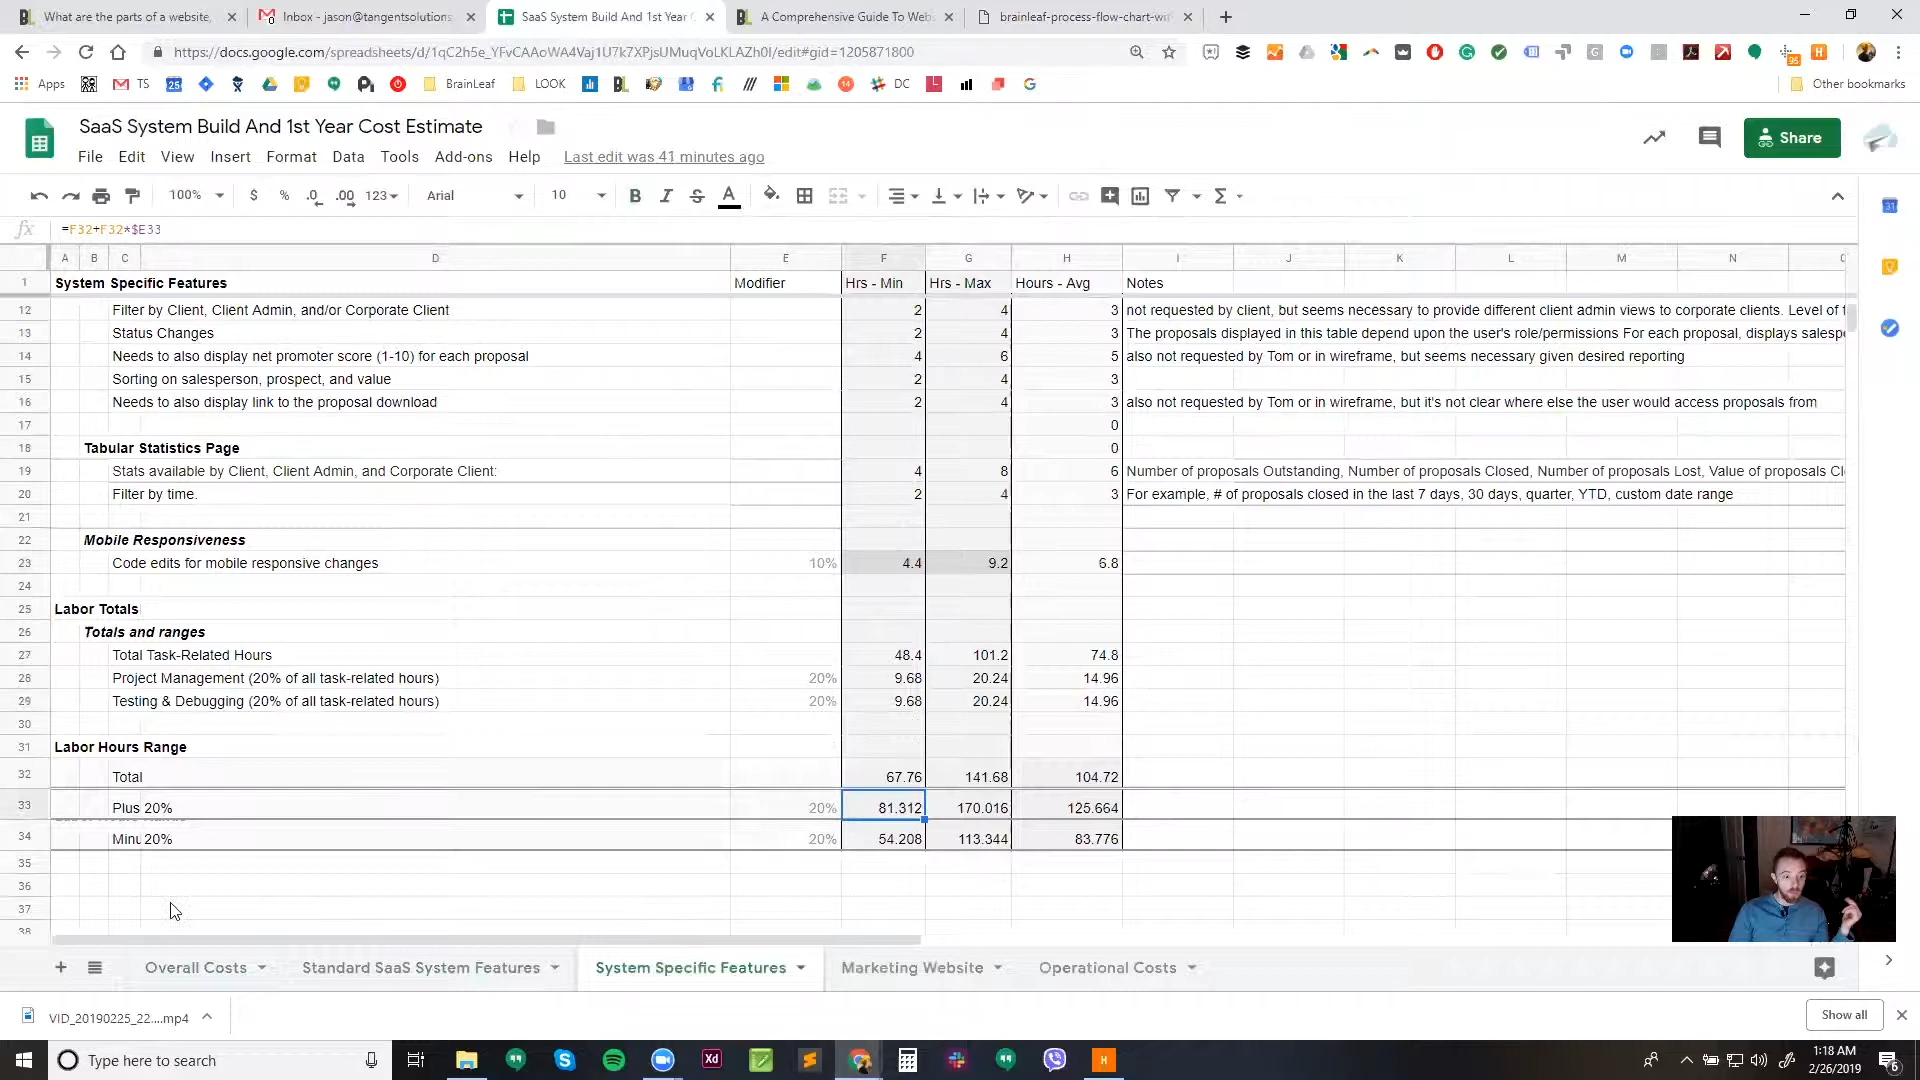 What are the parts of a website,
Inbox - jason@tangentsolutions
SaaS System Build And 1st Year
A Comprehensive Guide To Web
brainleaf-process-flow-chart-wit
https://docs.google.com/spreadsheets/d/1qC2h5e_YFvCAAoWA4Vaj1U7k7XPjsUMuqVoLKLAZh0I/edit#gid=1205871800
Apps TS BrainLeaf LOOK DC Other bookmarks
SaaS System Build And 1st Year Cost Estimate
File Edit View Insert Format Data Tools Add-ons Help Last edit was 41 minutes ago
Share
100% $ % .0 .00 123 Arial 10 B I S A
fx =F32+F32*$E33
A B C D E F G H I J K L M N
1 System Specific Features Modifier Hrs - Min Hrs - Max Hours - Avg Notes
12 Filter by Client, Client Admin, and/or Corporate Client 2 4 3 not requested by client, but seems necessary to provide different client admin views to corporate clients. Level of
13 Status Changes 2 4 3 The proposals displayed in this table depend upon the user's role/permissions For each proposal, displays salesp
14 Needs to also display net promoter score (1-10) for each proposal 4 6 5 also not requested by Tom or in wireframe, but seems necessary given desired reporting
15 Sorting on salesperson, prospect, and value 2 4 3
16 Needs to also display link to the proposal download 2 4 3 also not requested by Tom or in wireframe, but it's not clear where else the user would access proposals from
17 0
18 Tabular Statistics Page 0
19 Stats available by Client, Client Admin, and Corporate Client: 4 8 6 Number of proposals Outstanding, Number of proposals Closed, Number of proposals Lost, Value of proposals Cl
20 Filter by time. 2 4 3 For example, # of proposals closed in the last 7 days, 30 days, quarter, YTD, custom date range
21
22 Mobile Responsiveness
23 Code edits for mobile responsive changes 10% 4.4 9.2 6.8
24
25 Labor Totals
26 Totals and ranges
27 Total Task-Related Hours 48.4 101.2 74.8
28 Project Management (20% of all task-related hours) 20% 9.68 20.24 14.96
29 Testing & Debugging (20% of all task-related hours) 20% 9.68 20.24 14.96
30
31 Labor Hours Range
32 Total 67.76 141.68 104.72
33 Plus 20% 20% 81.312 170.016 125.664
34 Minu 20% 20% 54.208 113.344 83.776
35
36
37
38
Overall Costs Standard SaaS System Features System Specific Features Marketing Website Operational Costs
VID_20190225_22....mp4 Show all
Type here to search
1:18 AM
2/26/2019